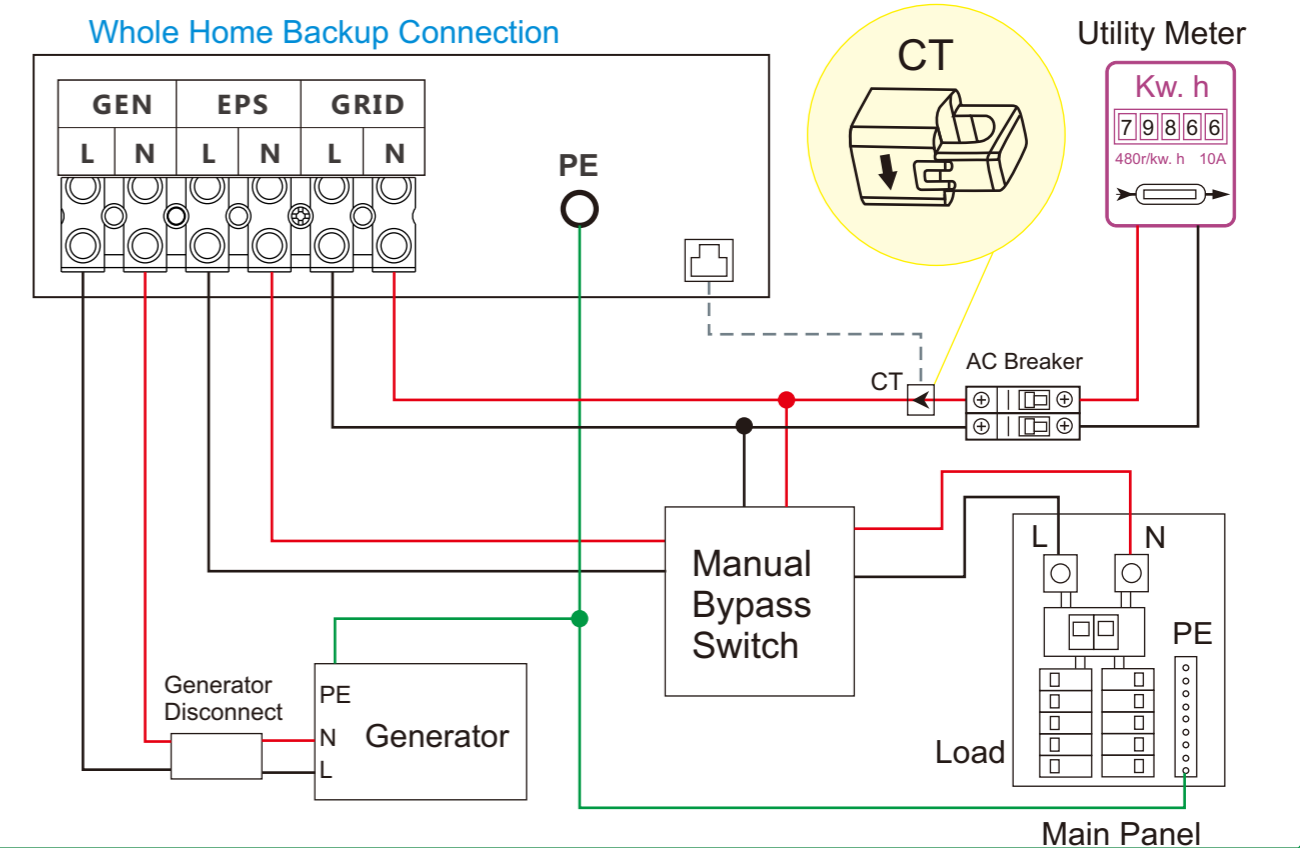 Whole Home Backup Connection
CT
Utility Meter
GEN EPS GRID
L N L N L N
PE
Kw. h
79866
480r/kw. h 10A
AC Breaker
CT
Manual
Bypass
Switch
L N
PE
Load
Main Panel
Generator
Disconnect
PE
N
L
Generator